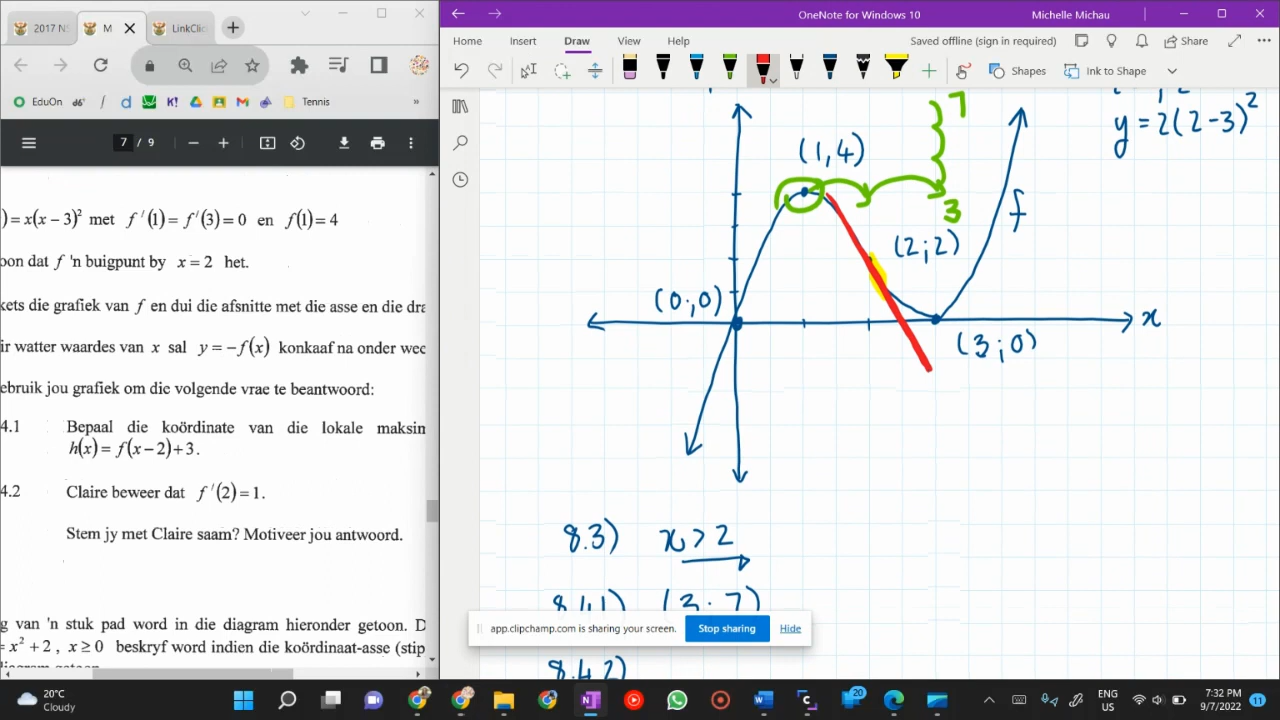 2017 N
M
LinkClic
OneNote for Windows 10
Michelle Michau
Home
Insert
Draw
View
Help
Saved offline (sign in required)
Share
Shapes
Ink to Shape
EduOn
Tennis
»
7 / 9
) = x(x − 3)² met f ′(1) = f ′(3) = 0 en f(1) = 4
oon dat f 'n buigpunt by x = 2 het.
kets die grafiek van f en dui die afsnitte met die asse en die dra
ir watter waardes van x sal y = −f(x) konkaaf na onder wee
ebruik jou grafiek om die volgende vrae te beantwoord:
4.1 Bepaal die koördinate van die lokale maksin
h(x) = f(x − 2) + 3.
4.2 Claire beweer dat f ′(2) = 1.
Stem jy met Claire saam? Motiveer jou antwoord.
g van 'n stuk pad word in die diagram hieronder getoon. D
= x² + 2 , x ≥ 0 beskryf word indien die koördinaat-asse (stip
diagram getoon
y = 2(2-3)²
7
(1,4)
3
f
(2;2)
(0;0)
x
(3;0)
8.3) x > 2
8.4.1) (3;7)
8.4.2)
app.clipchamp.com is sharing your screen.
Stop sharing
Hide
20°C
Cloudy
20
ENG
US
7:32 PM
9/7/2022
11